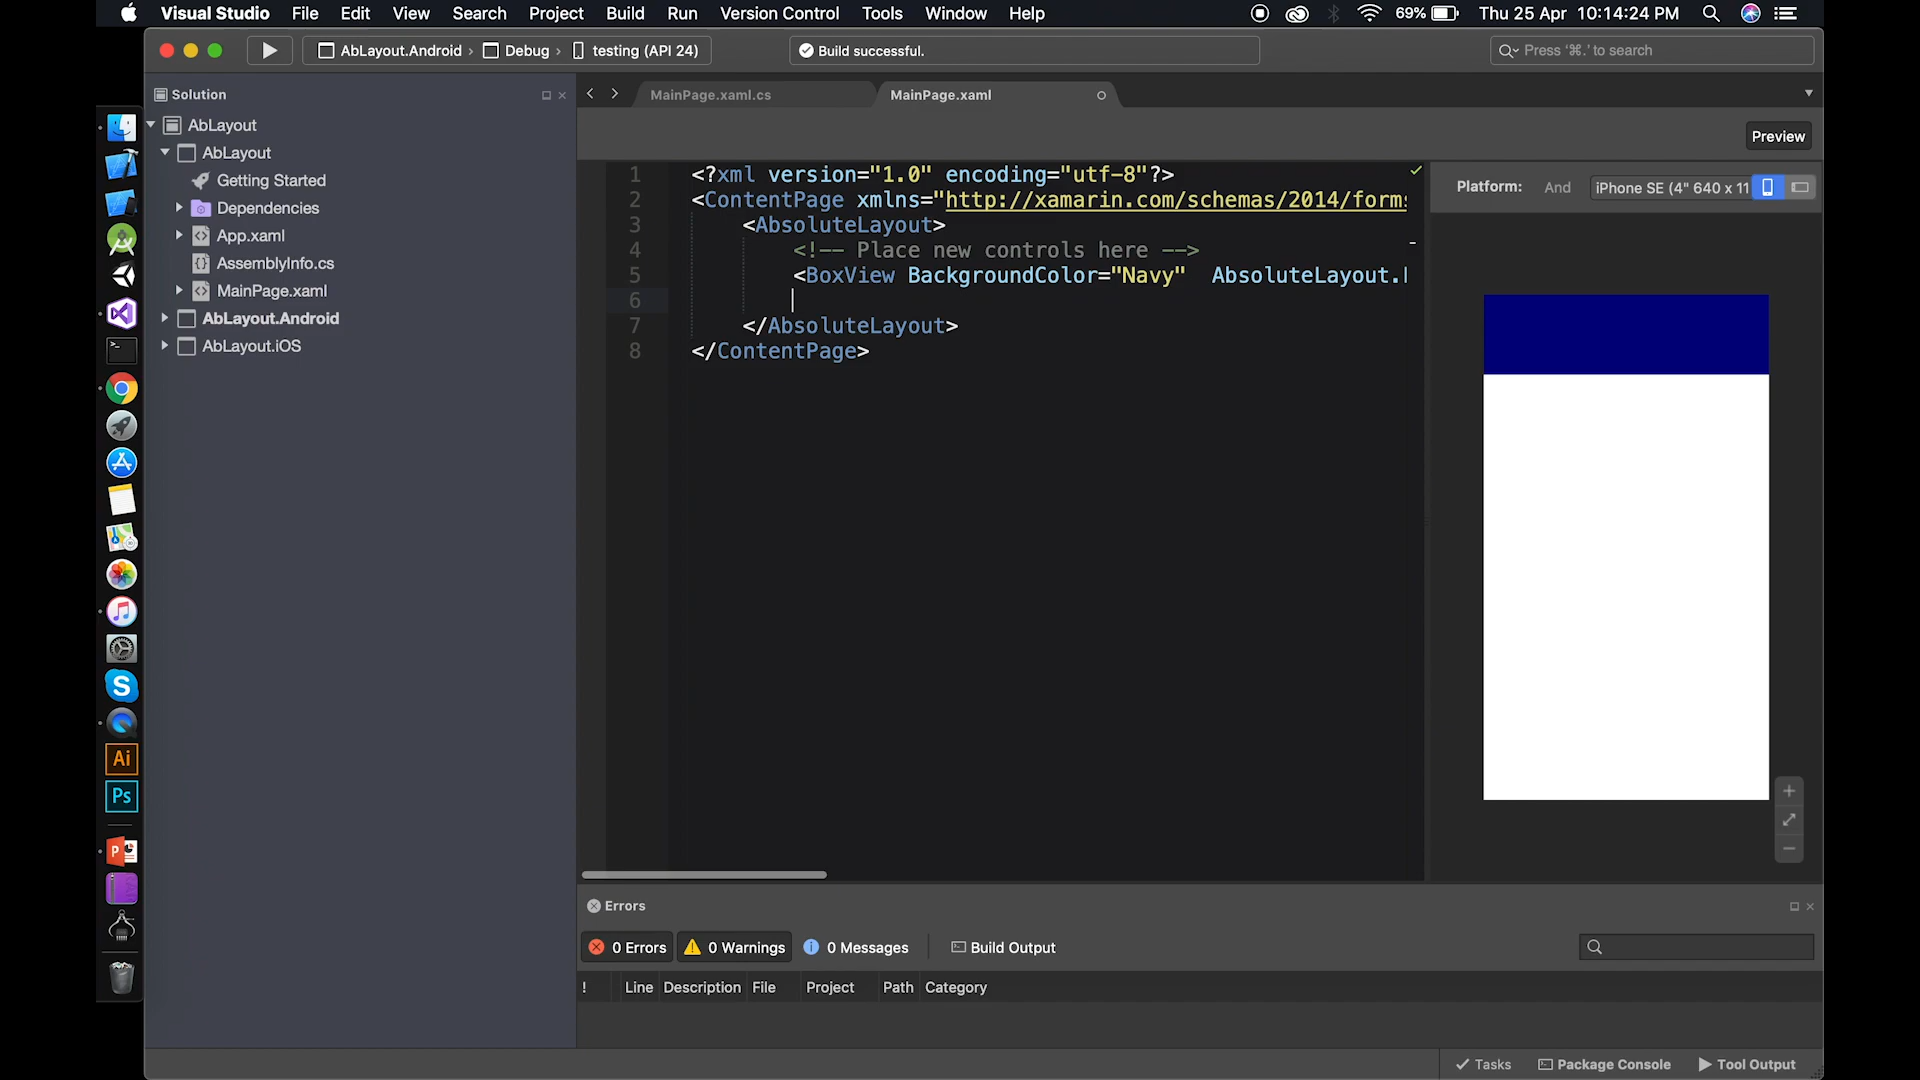 Visual Studio File Edit View Search Project Build Run Version Control Tools Window Help 69% Thu 25 Apr 10:14:24 PM
AbLayout.Android › Debug › testing (API 24) Build successful. Press '⌘.' to search
Solution MainPage.xaml.cs MainPage.xaml
AbLayout
AbLayout
Getting Started
Dependencies
App.xaml
AssemblyInfo.cs
MainPage.xaml
AbLayout.Android
AbLayout.iOS
Preview
1 <?xml version="1.0" encoding="utf-8"?>
2 <ContentPage xmlns="http://xamarin.com/schemas/2014/forms
3 <AbsoluteLayout>
4 <!-- Place new controls here -->
5 <BoxView BackgroundColor="Navy" AbsoluteLayout.
6
7 </AbsoluteLayout>
8 </ContentPage>
Platform: And iPhone SE (4" 640 x 11
Ai
Ps
Errors
0 Errors 0 Warnings 0 Messages Build Output
! Line Description File Project Path Category
Tasks Package Console Tool Output